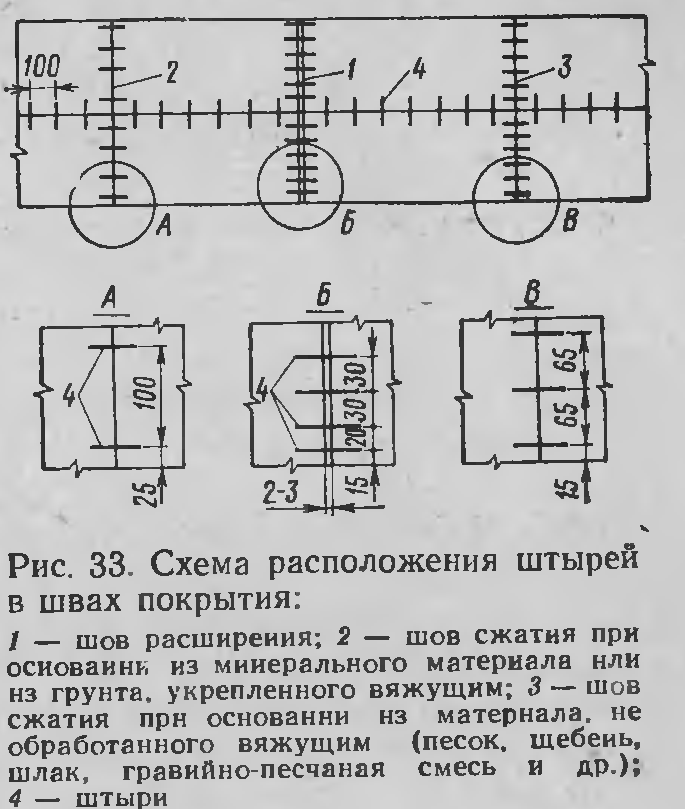 100
2
1
4
3
А
Б
В
А
Б
В
4
100
25
4
30
30
20
15
2-3
65
65
15
Рис. 33. Схема расположения штырей
в швах покрытия:
1 — шов расширения; 2 — шов сжатия при
основании из минерального материала или
из грунта, укрепленного вяжущим; 3 — шов
сжатия при основании из материала, не
обработанного вяжущим (песок, щебень,
шлак, гравийно-песчаная смесь и др.);
4 — штыри